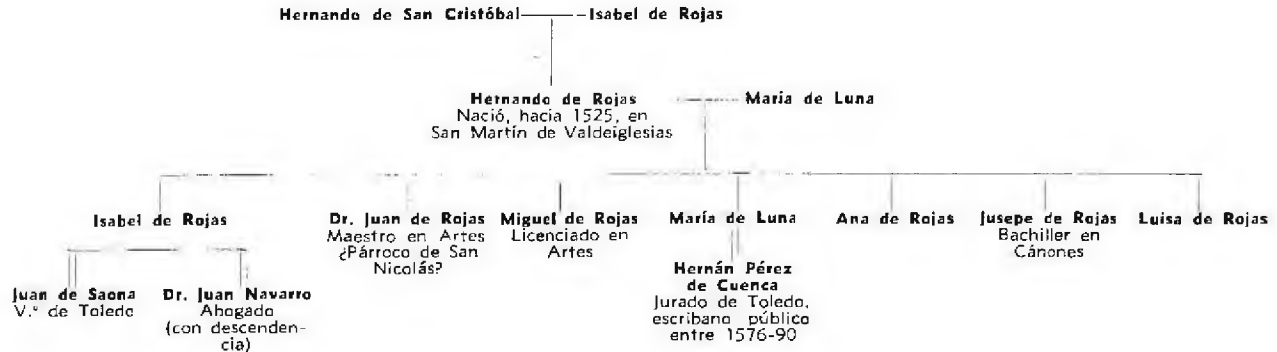 Hernando de San Cristóbal Isabel de Rojas
Hernando de Rojas
Nació, hacia 1525, en
San Martín de Valdeiglesias
María de Luna
Isabel de Rojas
Dr. Juan de Rojas
Maestro en Artes
¿Párroco de San
Nicolás?
Miguel de Rojas
Licenciado en
Artes
María de Luna
Ana de Rojas
Jusepe de Rojas
Bachiller en
Cánones
Luisa de Rojas
Juan de Saona
V.º de Toledo
Dr. Juan Navarro
Abogado
(con descenden-
cia)
Hernán Pérez
de Cuenca
Jurado de Toledo,
escribano público
entre 1576-90